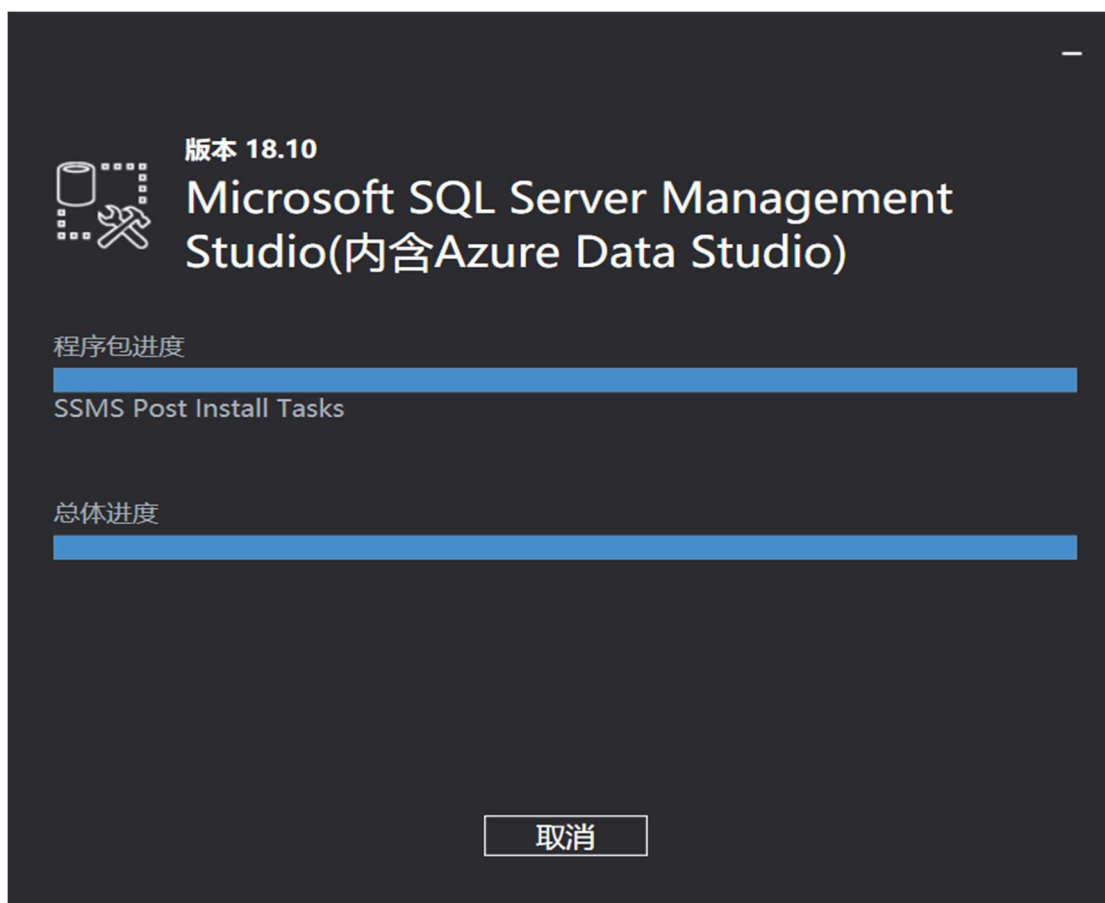 版本 18.10
Microsoft SQL Server Management
Studio(内含Azure Data Studio)
程序包进度
SSMS Post Install Tasks
总体进度
取消